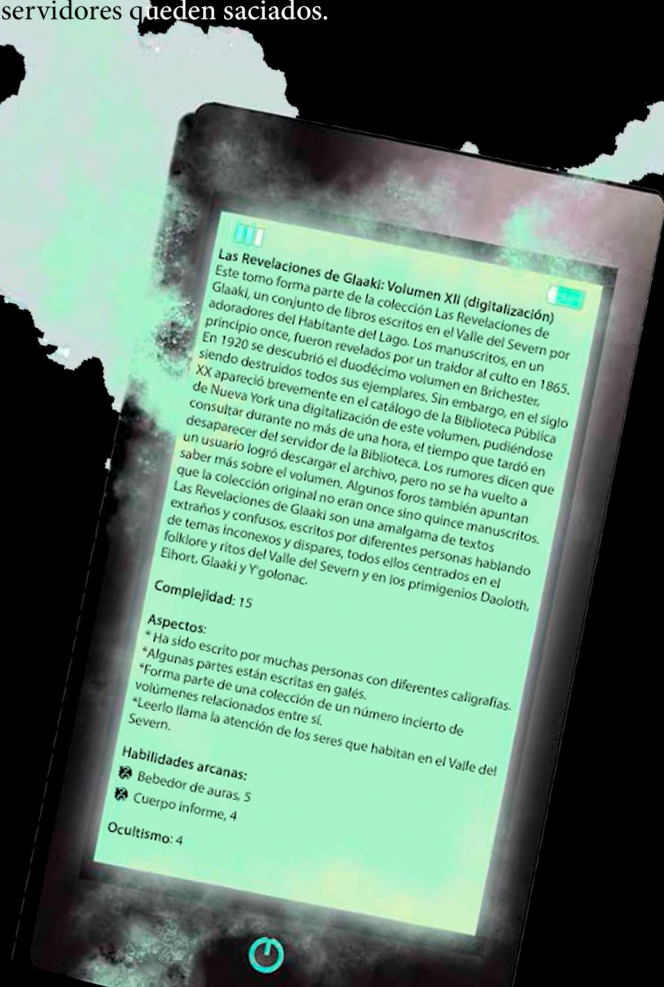 servidores queden saciados.
Las Revelaciones de Glaaki: Volumen XII (digitalización)
Este tomo forma parte de la colección Las Revelaciones de
Glaaki, un conjunto de libros escritos en el Valle del Severn por
adoradores del Habitante del Lago. Los manuscritos, en un
principio once, fueron revelados por un traidor al culto en 1865.
En 1920 se descubrió el duodécimo volumen en Brichester,
siendo destruidos todos sus ejemplares. Sin embargo, en el siglo
XX apareció brevemente en el catálogo de la Biblioteca Pública
de Nueva York una digitalización de este volumen, pudiéndose
consultar durante no más de una hora, el tiempo que tardó en
desaparecer del servidor de la Biblioteca. Los rumores dicen que
un usuario logró descargar el archivo, pero no se ha vuelto a
saber más sobre el volumen. Algunos foros también apuntan
que la colección original no eran once sino quince manuscritos.
Las Revelaciones de Glaaki son una amalgama de textos
extraños y confusos, escritos por diferentes personas hablando
de temas inconexos y dispares, todos ellos centrados en el
folklore y ritos del Valle del Severn y en los primigenios Daoloth,
Eihort, Glaaki y Y'golonac.
Complejidad: 15
Aspectos:
* Ha sido escrito por muchas personas con diferentes caligrafías.
*Algunas partes están escritas en galés.
*Forma parte de una colección de un número incierto de
volúmenes relacionados entre sí.
*Leerlo llama la atención de los seres que habitan en el Valle del
Severn.
Habilidades arcanas:
Bebedor de auras, 5
Cuerpo informe, 4
Ocultismo: 4